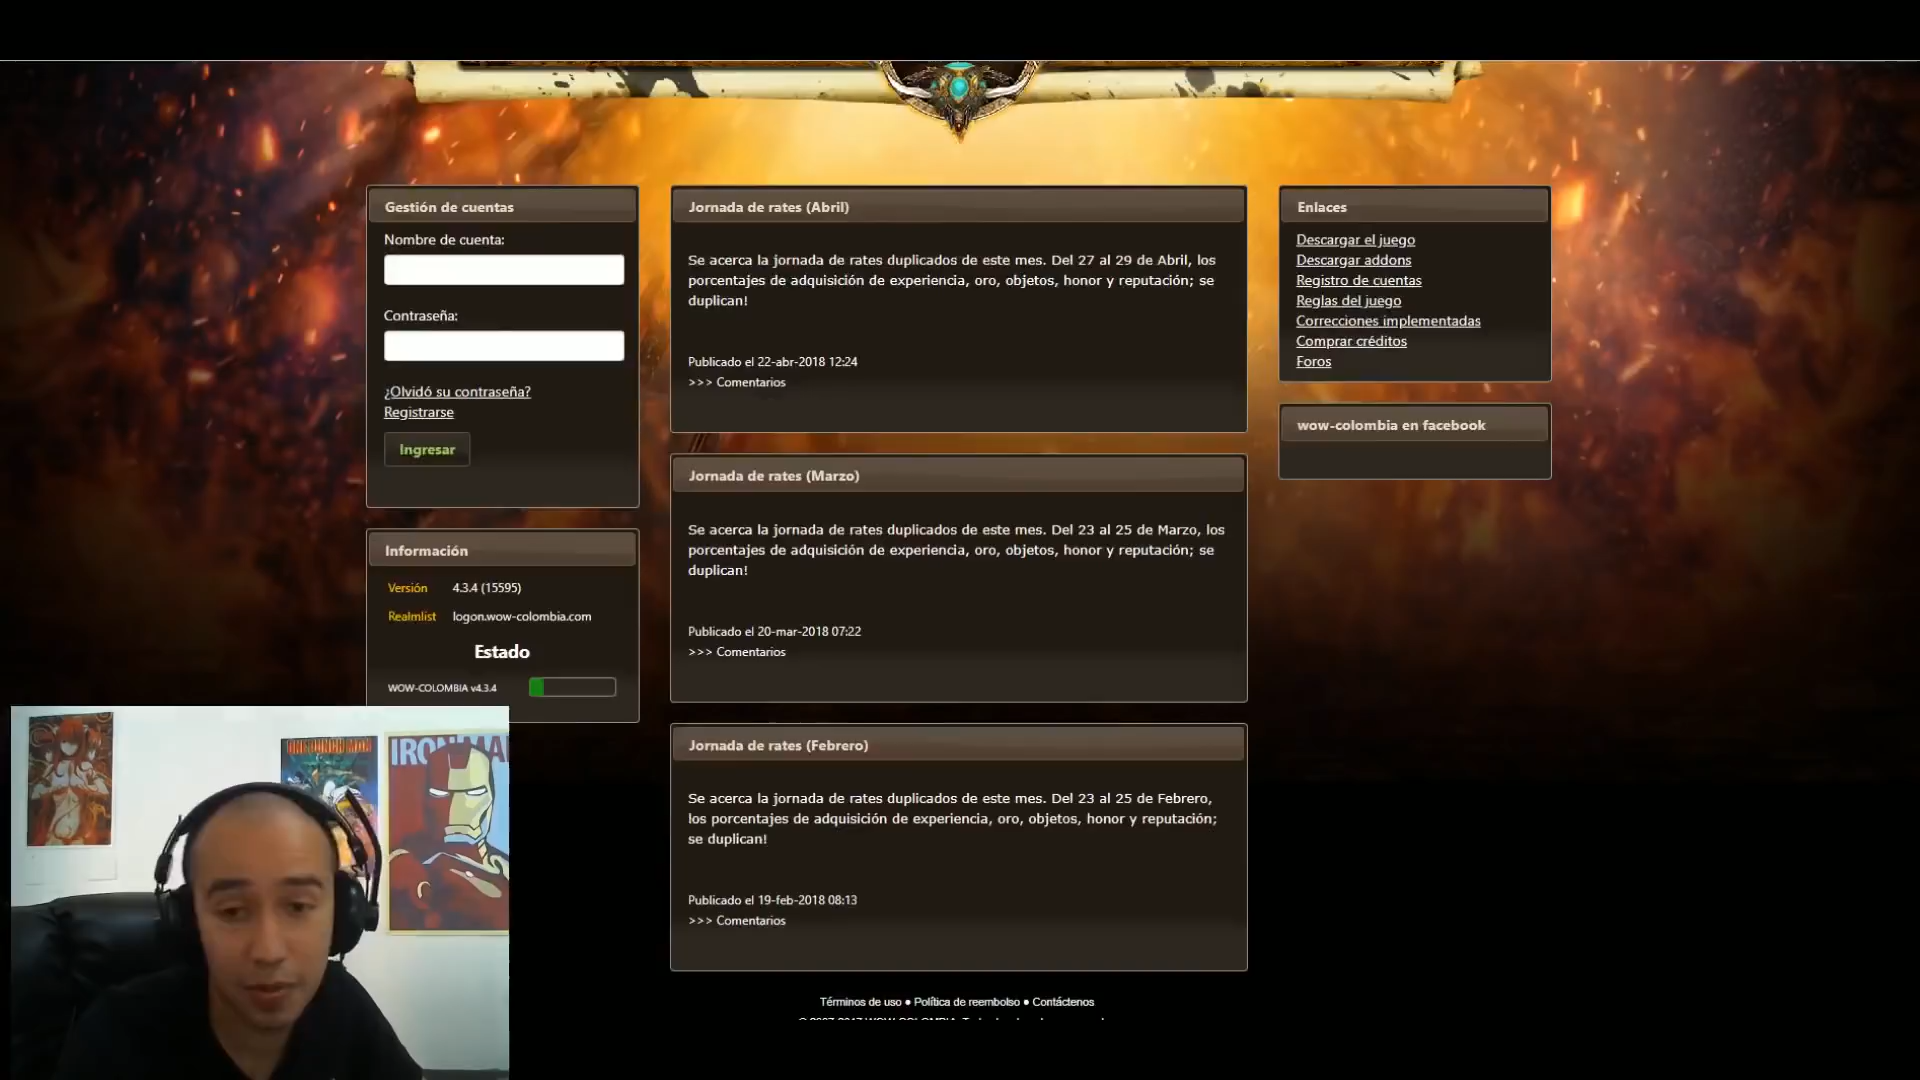 Gestión de cuentas
Nombre de cuenta:
Contraseña:
¿Olvidó su contraseña?
Registrarse
Ingresar
Información
Versión 4.3.4 (15595)
Realmlist logon.wow-colombia.com
Estado
WOW-COLOMBIA v4.3.4
Jornada de rates (Abril)
Se acerca la jornada de rates duplicados de este mes. Del 27 al 29 de Abril, los
porcentajes de adquisición de experiencia, oro, objetos, honor y reputación; se
duplican!
Publicado el 22-abr-2018 12:24
>>> Comentarios
Jornada de rates (Marzo)
Se acerca la jornada de rates duplicados de este mes. Del 23 al 25 de Marzo, los
porcentajes de adquisición de experiencia, oro, objetos, honor y reputación; se
duplican!
Publicado el 20-mar-2018 07:22
>>> Comentarios
Jornada de rates (Febrero)
Se acerca la jornada de rates duplicados de este mes. Del 23 al 25 de Febrero,
los porcentajes de adquisición de experiencia, oro, objetos, honor y reputación;
se duplican!
Publicado el 19-feb-2018 08:13
>>> Comentarios
Términos de uso ● Política de reembolso ● Contáctenos
Enlaces
Descargar el juego
Descargar addons
Registro de cuentas
Reglas del juego
Correcciones implementadas
Comprar créditos
Foros
wow-colombia en facebook
ONE PUNCH MAN
IRON MAN